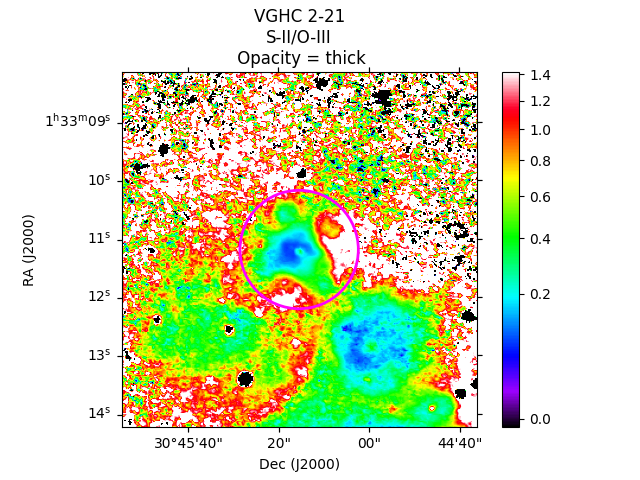 VGHC 2-21
S-II/O-III
Opacity = thick
1ʰ33ᵐ09ˢ
10ˢ
11ˢ
12ˢ
13ˢ
14ˢ
RA (J2000)
30°45'40" 20" 00" 44'40"
Dec (J2000)
1.4
1.2
1.0
0.8
0.6
0.4
0.2
0.0